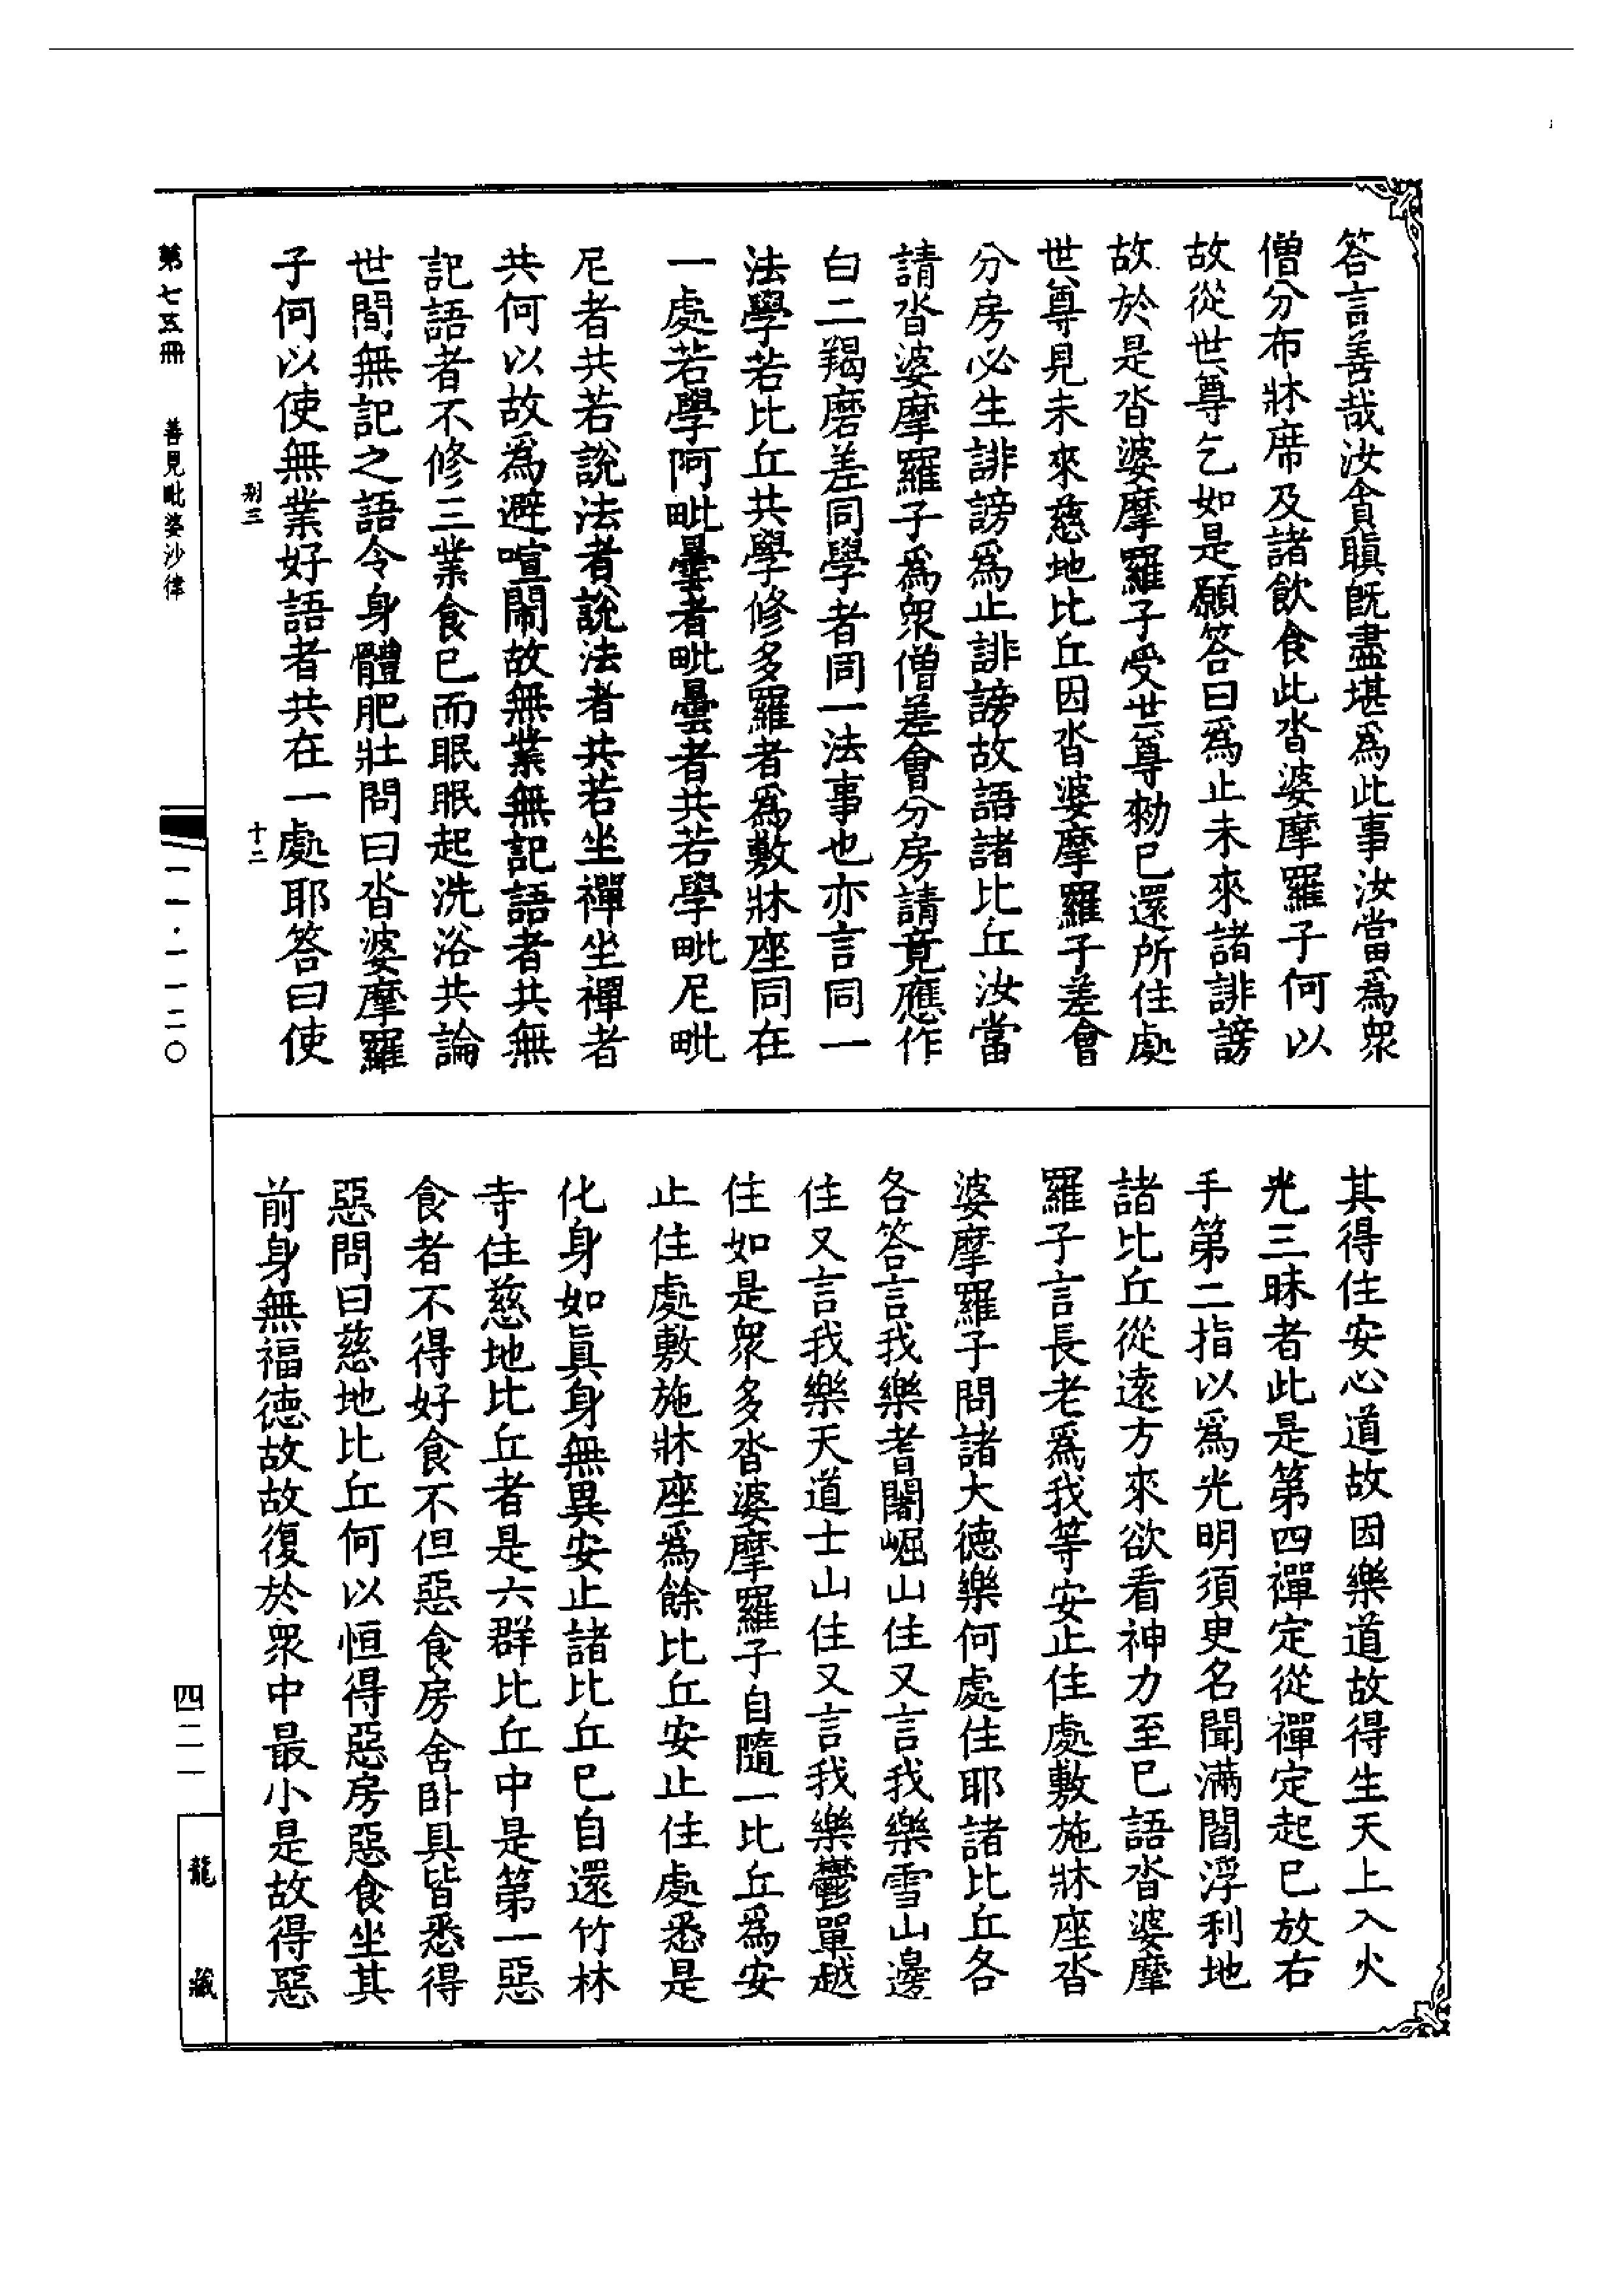 答言善哉汝貪瞋旣盡堪爲此事汝當爲衆
僧分布牀席及諸飲食此沓婆摩羅子何以
故從世尊乞如是願答曰爲止未來諸誹謗
故於是沓婆摩羅子受世尊勑已還所住處
世尊見未來慈地比丘因沓婆摩羅子差會
分房必生誹謗爲止誹謗故語諸比丘汝當
請沓婆摩羅子爲衆僧差會分房請竟應作
白二羯磨差同學者同一法事也亦言同一
法學若比丘共學修多羅者爲敷牀座同在
一處若學阿毗曇者毗曇者共若學毗尼毗
尼者共若說法者說法者共若坐禪坐禪者
共何以故爲避喧鬧故無業無記語者共無
記語者不修三業食已而眠眠起洗浴共論
世間無記之語令身體肥壯問曰沓婆摩羅
子何以使無業好語者共在一處耶答曰使
其得住安心道故因樂道故得生天上入火
光三昧者此是第四禪定從禪定起已放右
手第二指以爲光明須更名聞滿閻浮利地
諸比丘從遠方來欲看神力至已語沓婆摩
羅子言長老爲我等安止住處敷施牀座沓
婆摩羅子問諸大德樂何處住耶諸比丘各
各答言我樂耆闍崛山住又言我樂雪山邊
住又言我樂天道士山住又言我樂鬱單越
住如是衆多沓婆摩羅子自隨一比丘爲安
止住處敷施牀座爲餘比丘安止住處悉是
化身如眞身無異安止諸比丘已自還竹林
寺住慈地比丘者是六群比丘中是第一惡
食者不得好食不但惡食房舍卧具皆悉得
惡問曰慈地比丘何以恒得惡房惡食坐其
前身無福德故故復於衆中最小是故得惡
第七五冊　善見毗婆沙律
别三　十二
一一·一一二〇
四二一
龍藏